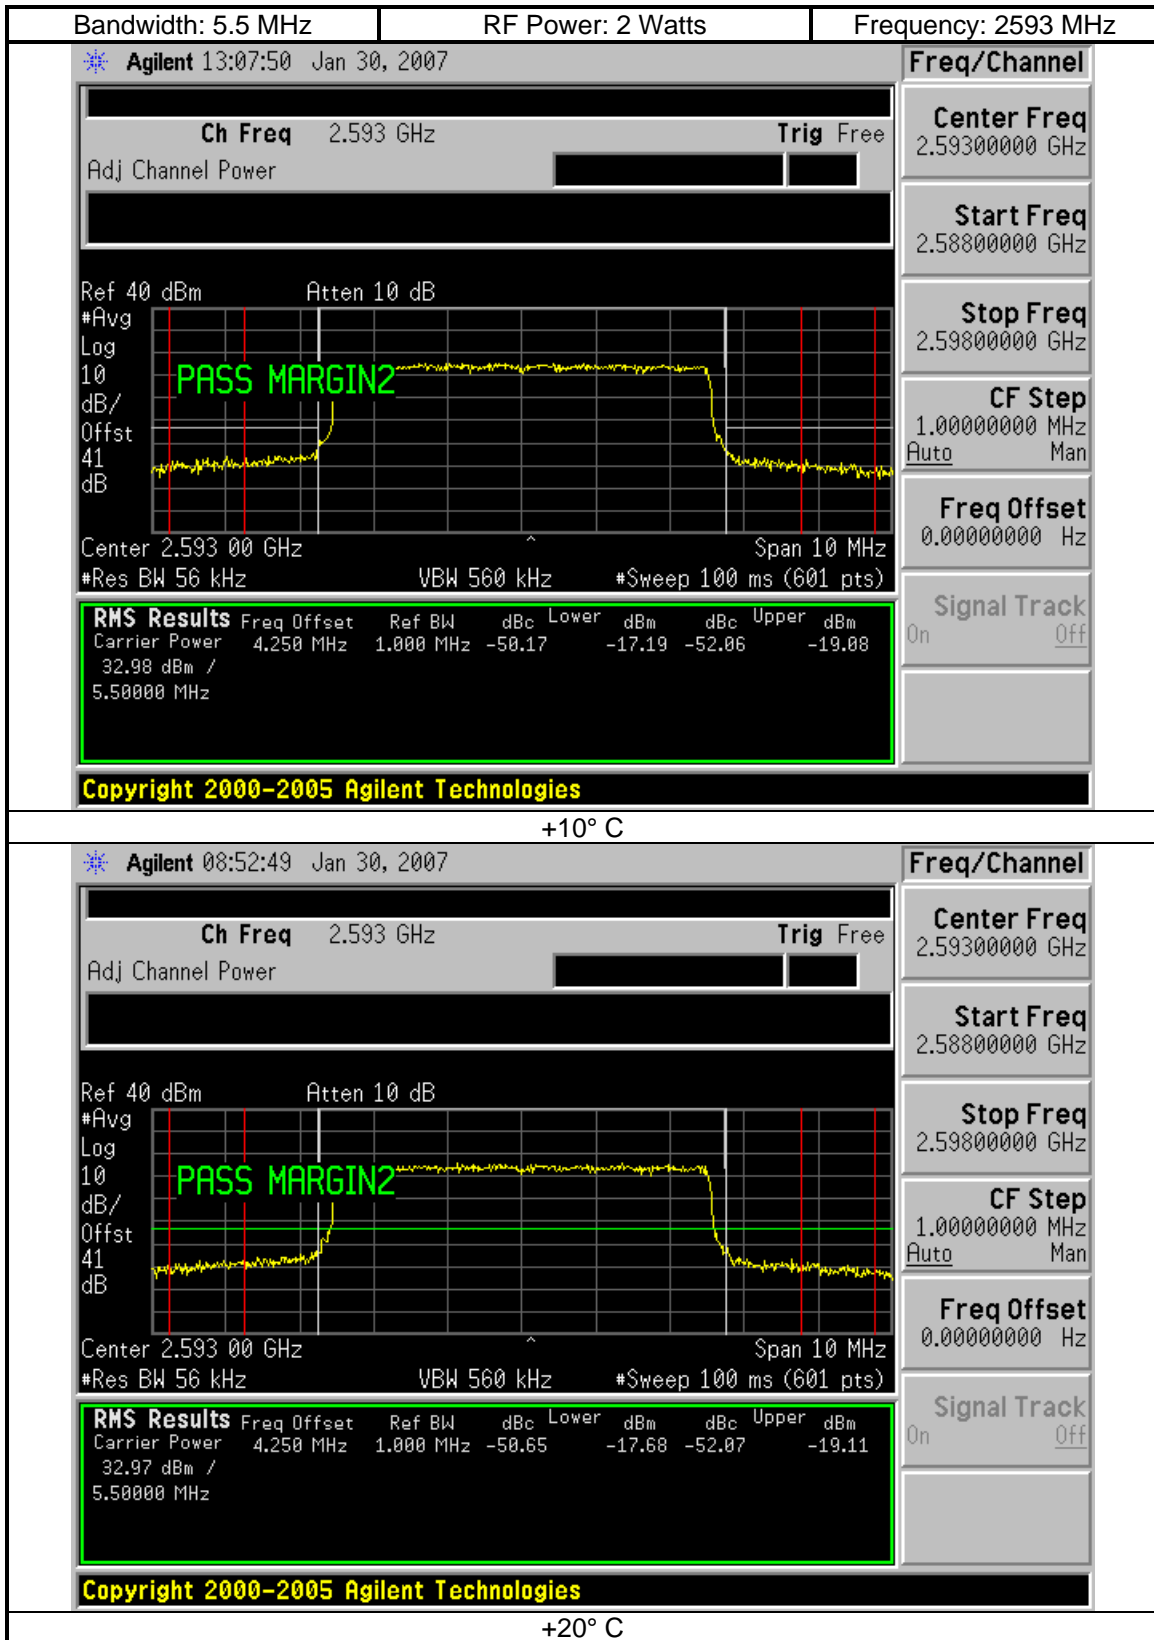 Bandwidth: 5.5 MHz RF Power: 2 Watts Frequency: 2593 MHz
Agilent 13:07:50 Jan 30, 2007 Freq/Channel
Ch Freq 2.593 GHz Trig Free
Adj Channel Power
Center Freq
2.59300000 GHz
Start Freq
2.58800000 GHz
Stop Freq
2.59800000 GHz
CF Step
1.00000000 MHz
Auto Man
Freq Offset
0.00000000 Hz
Signal Track
On Off
Ref 40 dBm Atten 10 dB
#Avg
Log
10
dB/
Offst
41
dB
PASS MARGIN2
Center 2.593 00 GHz ^ Span 10 MHz
#Res BW 56 kHz VBW 560 kHz #Sweep 100 ms (601 pts)
RMS Results Freq Offset Ref BW dBc Lower dBm dBc Upper dBm
Carrier Power 4.250 MHz 1.000 MHz -50.17 -17.19 -52.06 -19.08
32.98 dBm /
5.50000 MHz
Copyright 2000-2005 Agilent Technologies
+10° C
Agilent 08:52:49 Jan 30, 2007 Freq/Channel
Ch Freq 2.593 GHz Trig Free
Adj Channel Power
Center Freq
2.59300000 GHz
Start Freq
2.58800000 GHz
Stop Freq
2.59800000 GHz
CF Step
1.00000000 MHz
Auto Man
Freq Offset
0.00000000 Hz
Signal Track
On Off
Ref 40 dBm Atten 10 dB
#Avg
Log
10
dB/
Offst
41
dB
PASS MARGIN2
Center 2.593 00 GHz ^ Span 10 MHz
#Res BW 56 kHz VBW 560 kHz #Sweep 100 ms (601 pts)
RMS Results Freq Offset Ref BW dBc Lower dBm dBc Upper dBm
Carrier Power 4.250 MHz 1.000 MHz -50.65 -17.68 -52.07 -19.11
32.97 dBm /
5.50000 MHz
Copyright 2000-2005 Agilent Technologies
+20° C